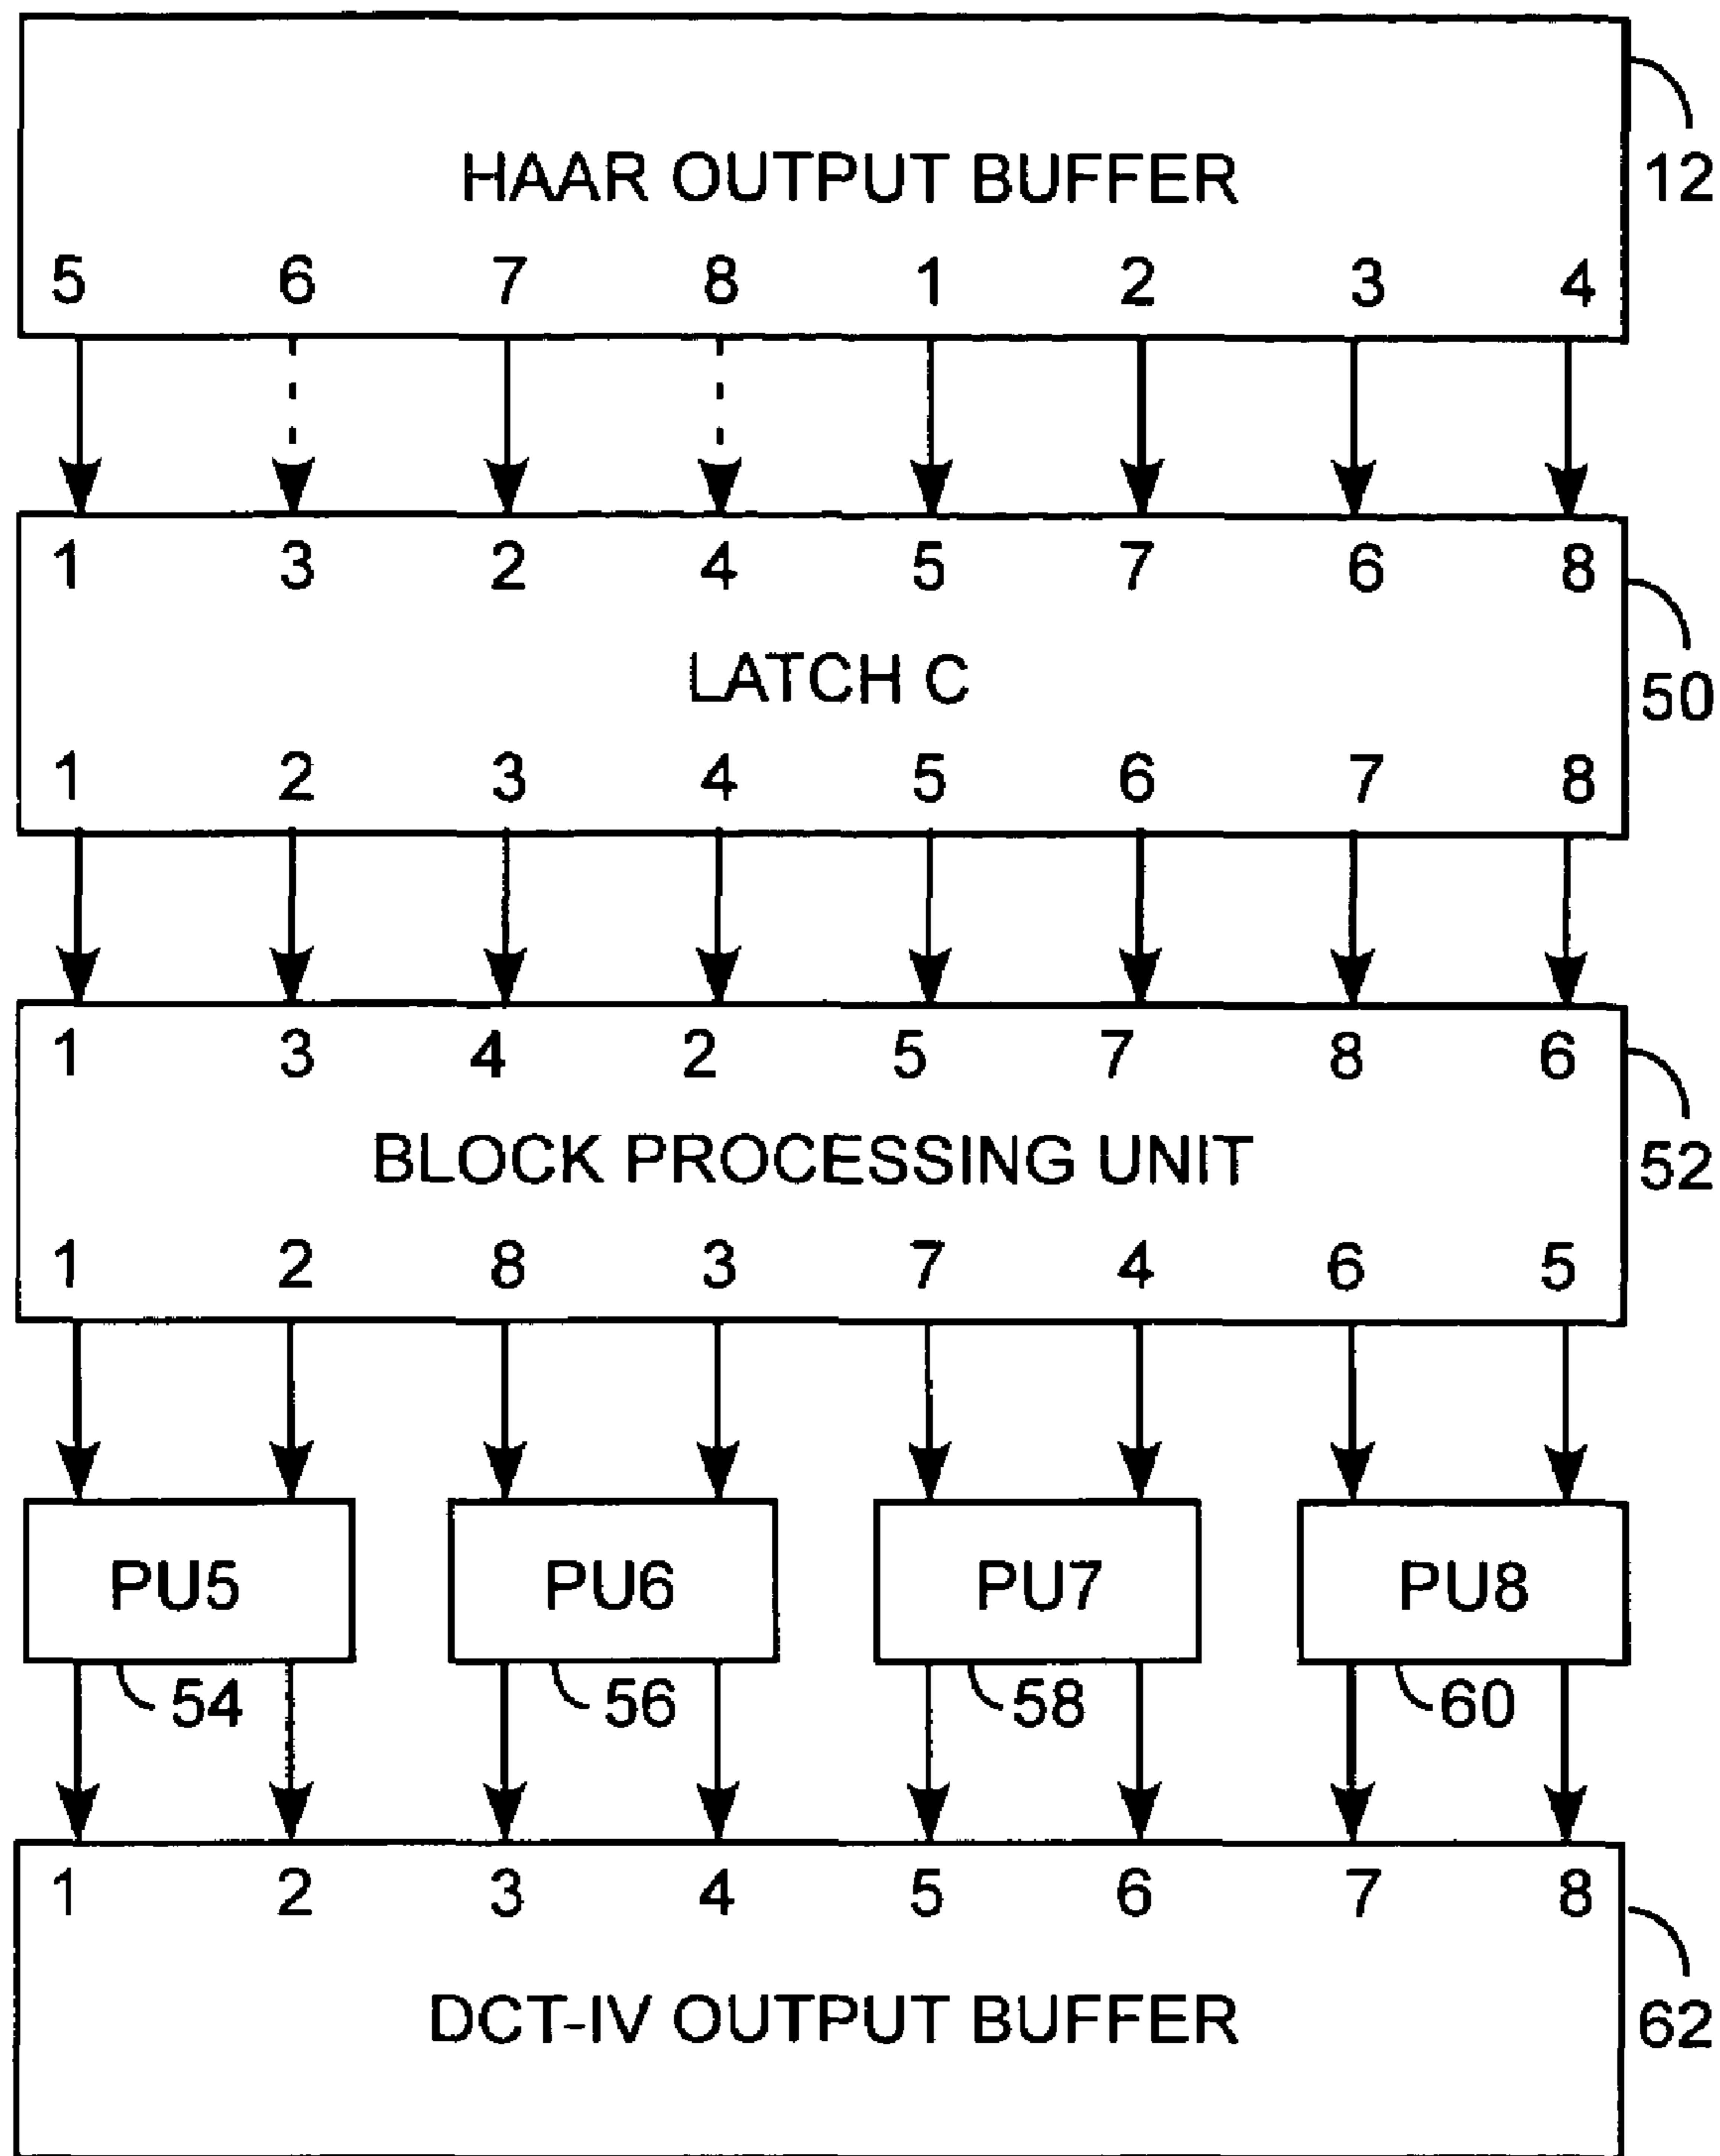 HAAR OUTPUT BUFFER
12
5 6 7 8 1 2 3 4
1 3 2 4 5 7 6 8
LATCH C
50
1 2 3 4 5 6 7 8
1 3 4 2 5 7 8 6
BLOCK PROCESSING UNIT
52
1 2 8 3 7 4 6 5
PU5 PU6 PU7 PU8
54 56 58 60
1 2 3 4 5 6 7 8
DCT-IV OUTPUT BUFFER
62